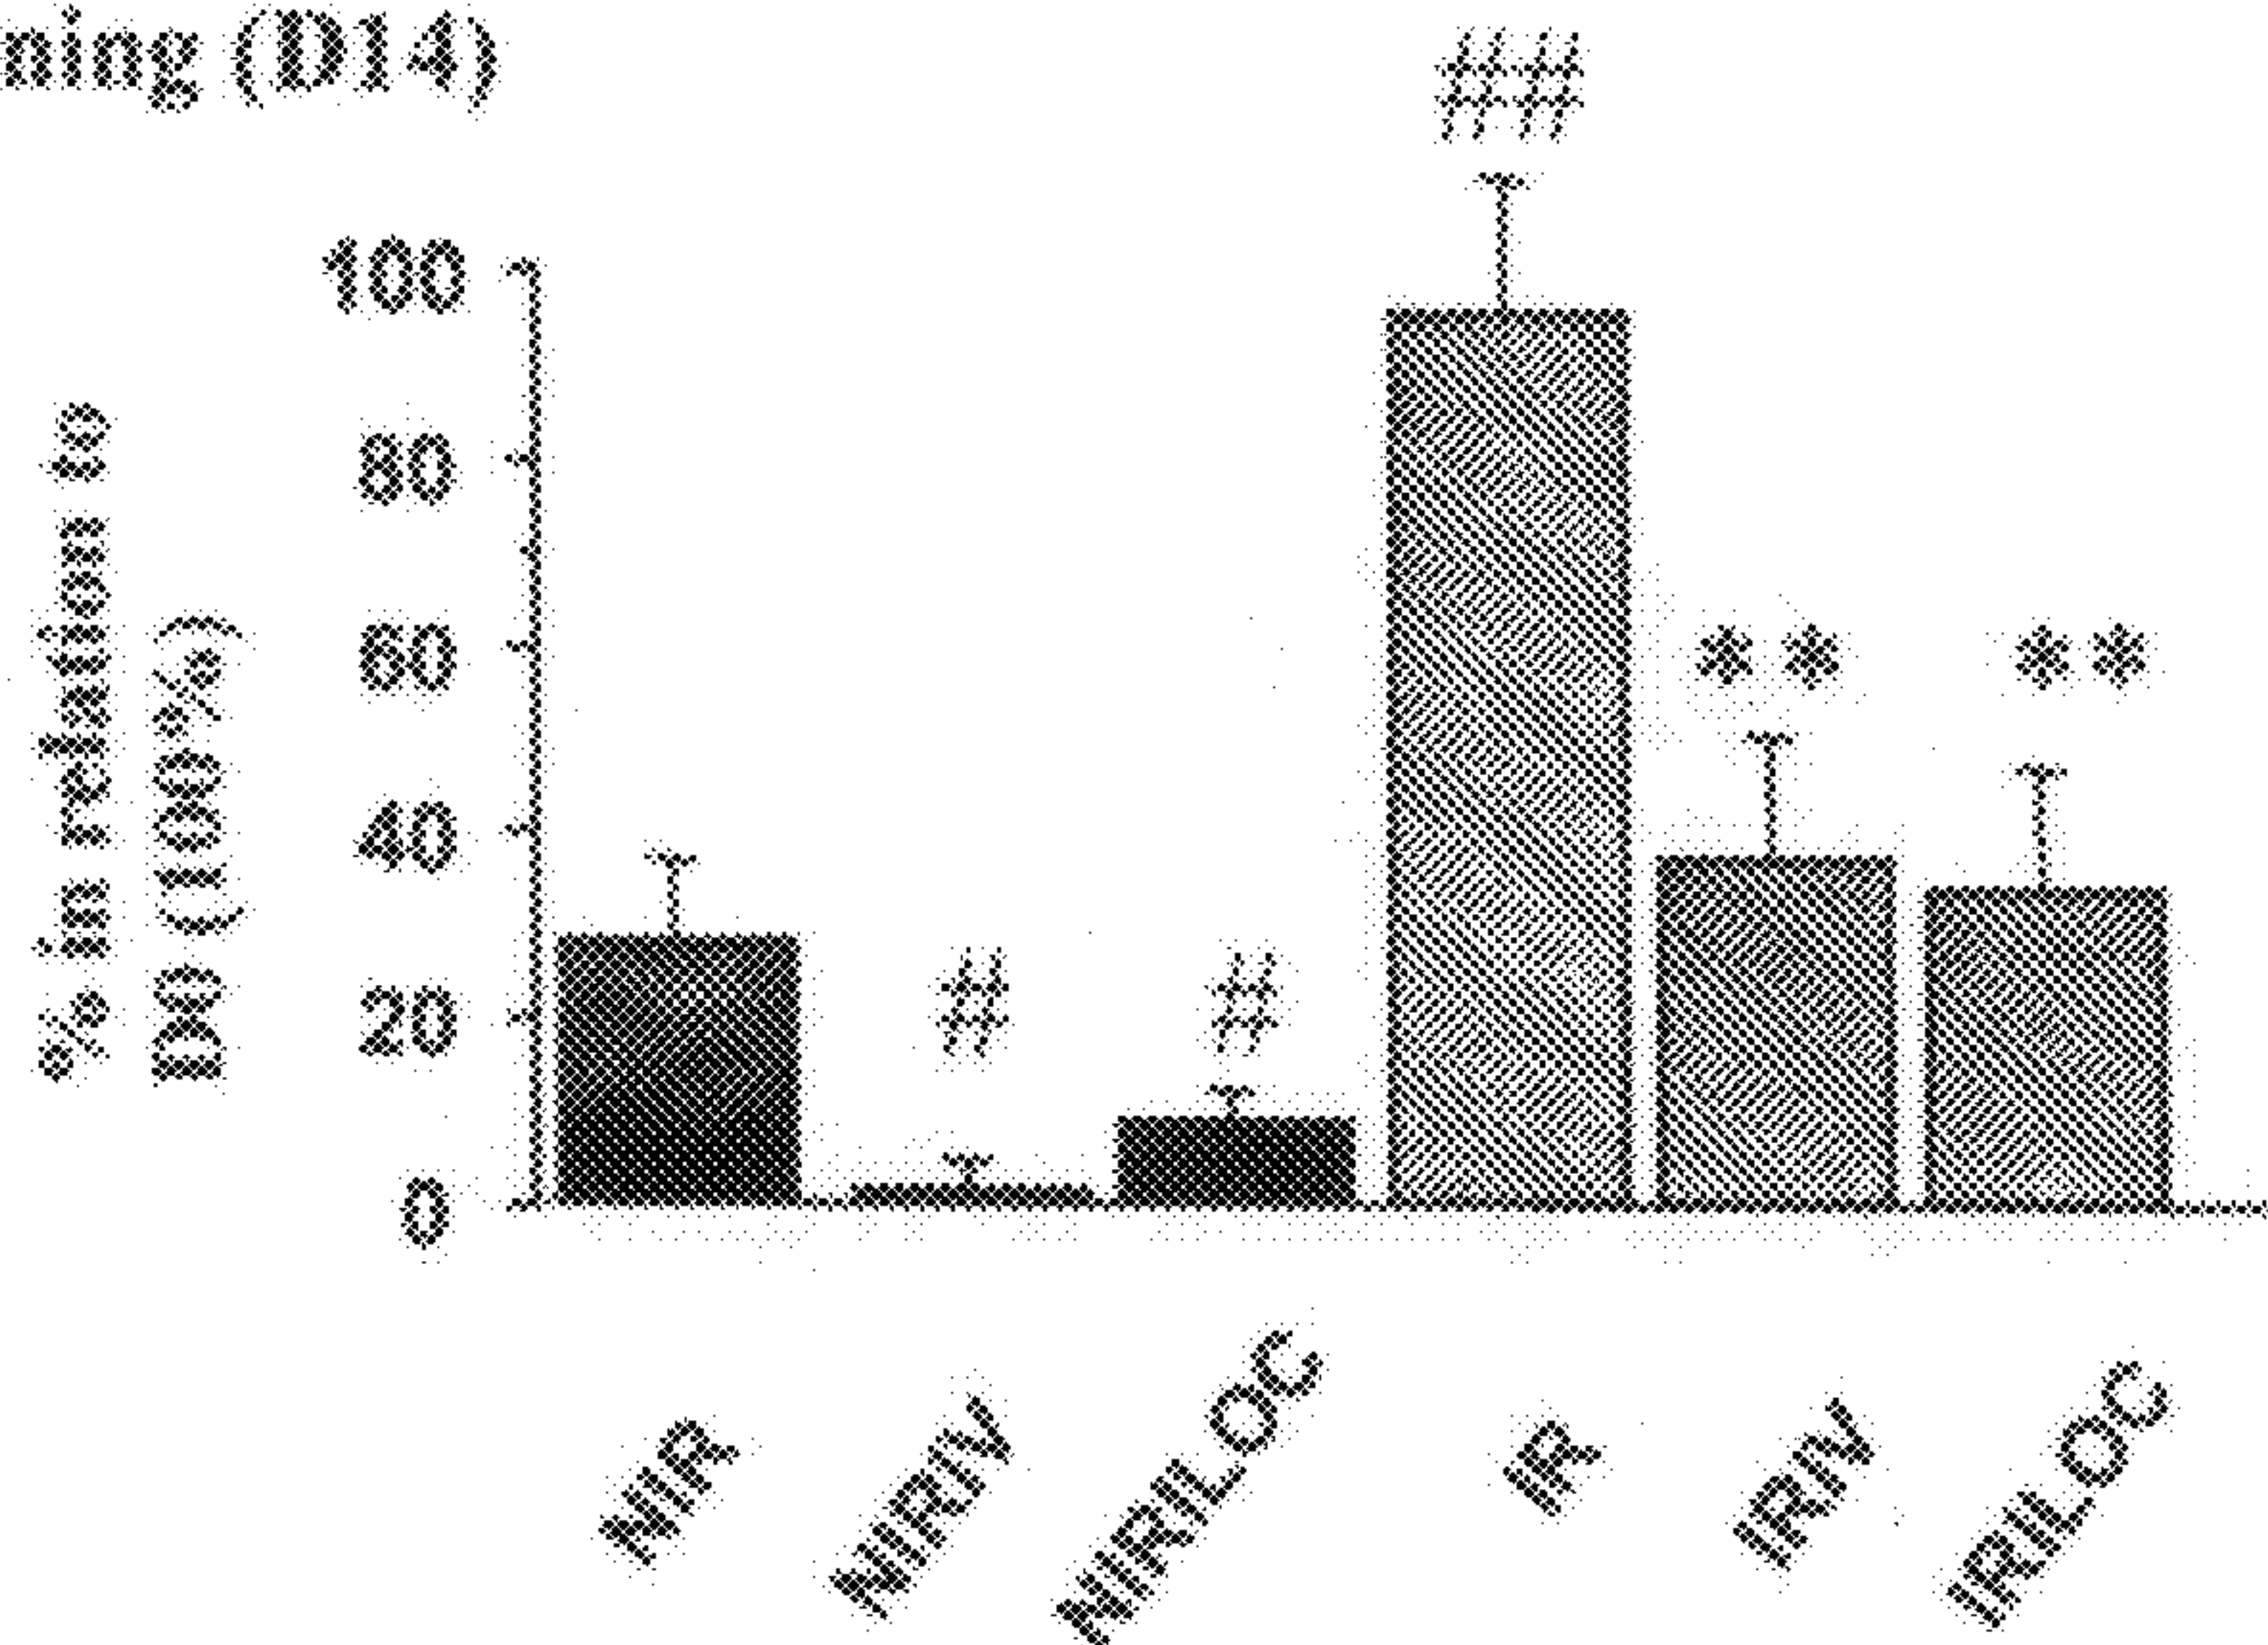 ning (D14)
##
100
80
60
40
20
0
% in relation to
D0 (100%)
#
#
**
**
NIR
NIRIV
NIRILOC
IR
IRIV
IRILOC